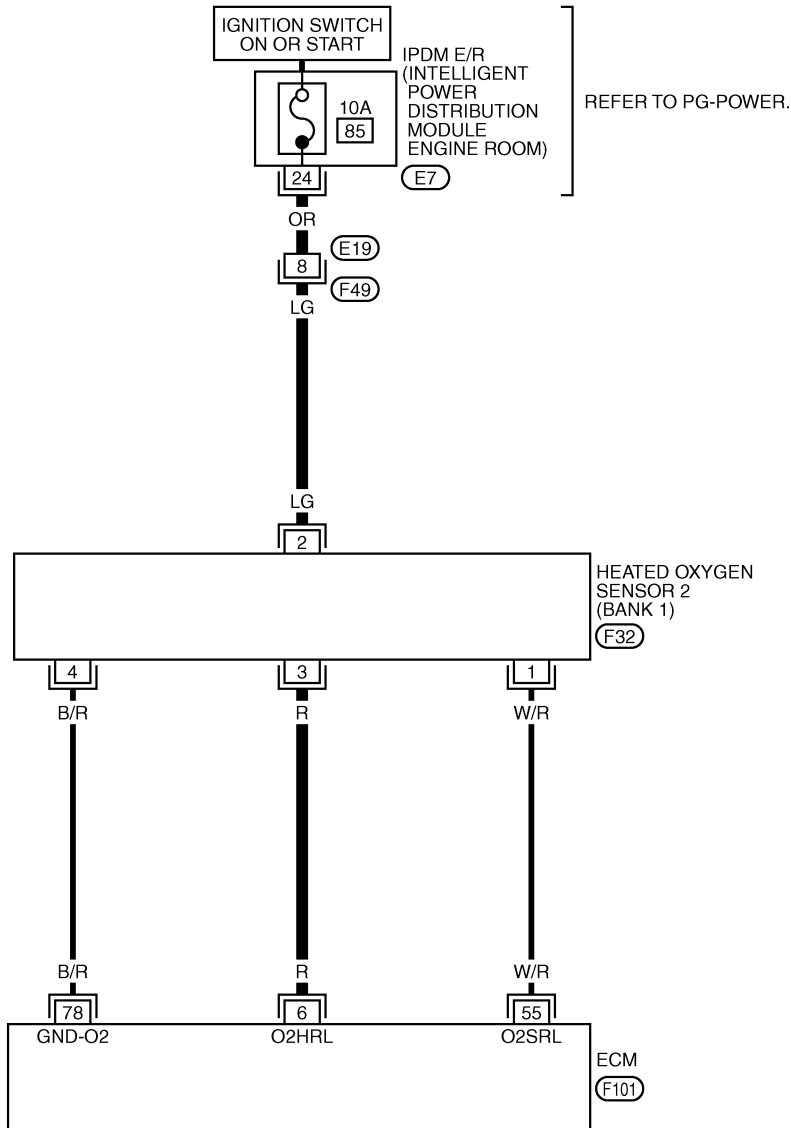 IGNITION SWITCH
ON OR START
IPDM E/R
(INTELLIGENT
POWER
DISTRIBUTION
MODULE
ENGINE ROOM)
REFER TO PG-POWER.
10A
85
24
E7
OR
E19
8
F49
LG
LG
2
HEATED OXYGEN
SENSOR 2
(BANK 1)
F32
4
3
1
B/R
R
W/R
B/R
R
W/R
78
6
55
GND-O2
O2HRL
O2SRL
ECM
F101